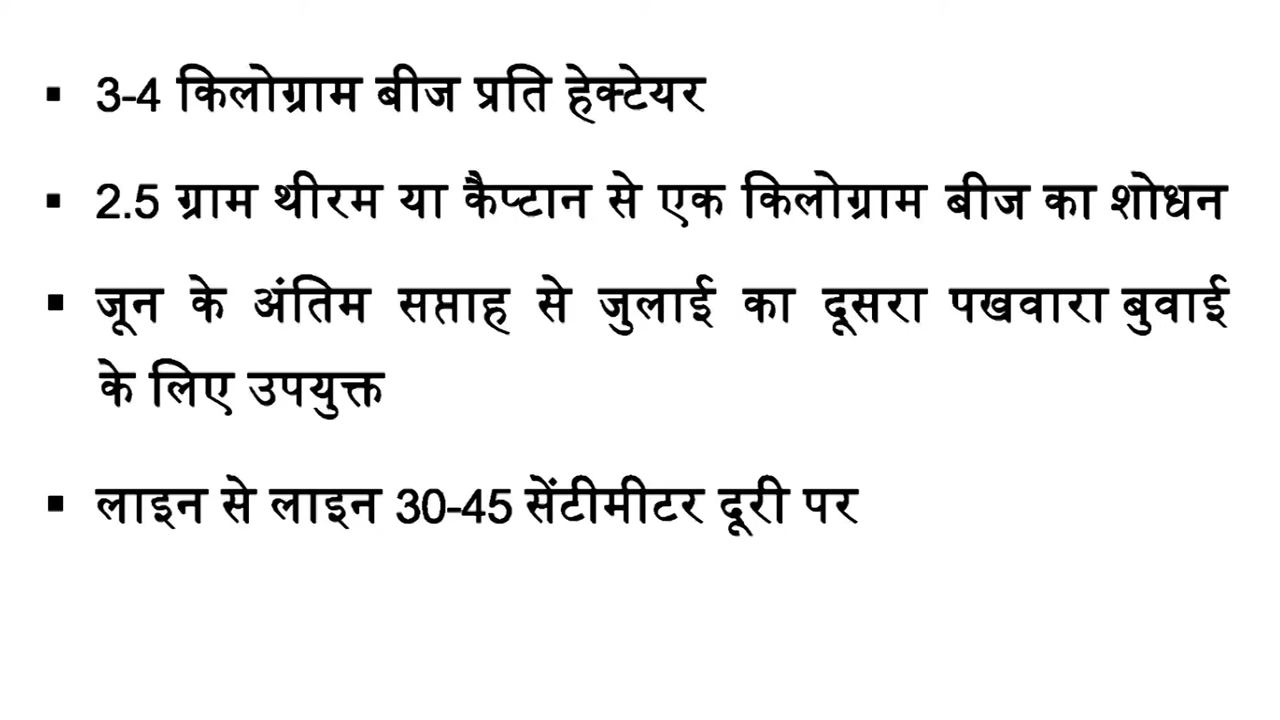 ▪ 3-4 किलोग्राम बीज प्रति हेक्टेयर
▪ 2.5 ग्राम थीरम या कैप्टान से एक किलोग्राम बीज का शोधन
▪ जून के अंतिम सप्ताह से जुलाई का दूसरा पखवारा बुवाई
के लिए उपयुक्त
▪ लाइन से लाइन 30-45 सेंटीमीटर दूरी पर